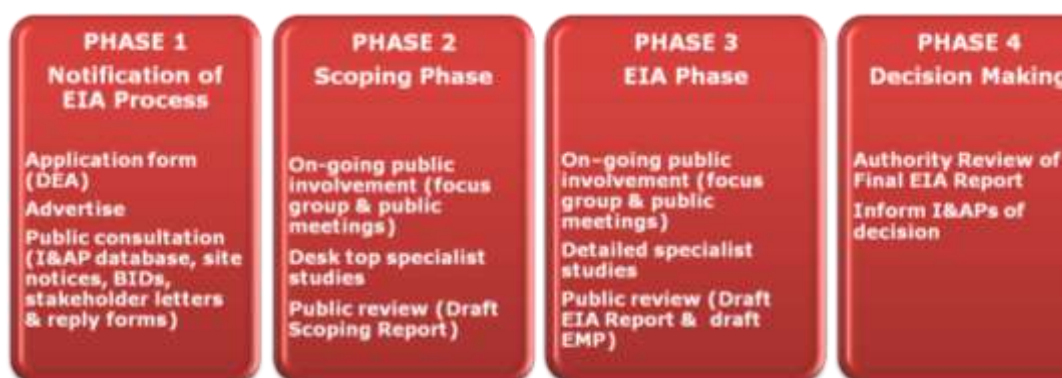 PHASE 1
Notification of
EIA Process
Application form
(DEA)
Advertise
Public consultation
(I&AP database, site
notices, BIDs,
stakeholder letters
& reply forms)
PHASE 2
Scoping Phase
On-going public
involvement (focus
group & public
meetings)
Desk top specialist
studies
Public review (Draft
Scoping Report)
PHASE 3
EIA Phase
On-going public
involvement (focus
group & public
meetings)
Detailed specialist
studies
Public review (Draft
EIA Report & draft
EMP)
PHASE 4
Decision Making
Authority Review of
Final EIA Report
Inform I&APs of
decision